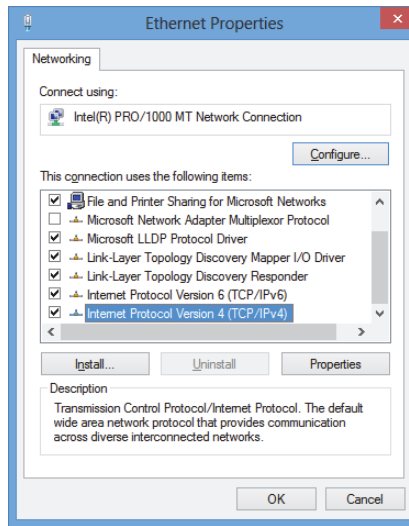 Ethernet Properties
Networking
Connect using:
Intel(R) PRO/1000 MT Network Connection
Configure...
This connection uses the following items:
File and Printer Sharing for Microsoft Networks
Microsoft Network Adapter Multiplexor Protocol
Microsoft LLDP Protocol Driver
Link-Layer Topology Discovery Mapper I/O Driver
Link-Layer Topology Discovery Responder
Internet Protocol Version 6 (TCP/IPv6)
Internet Protocol Version 4 (TCP/IPv4)
Install... Uninstall Properties
Description
Transmission Control Protocol/Internet Protocol. The default
wide area network protocol that provides communication
across diverse interconnected networks.
OK Cancel